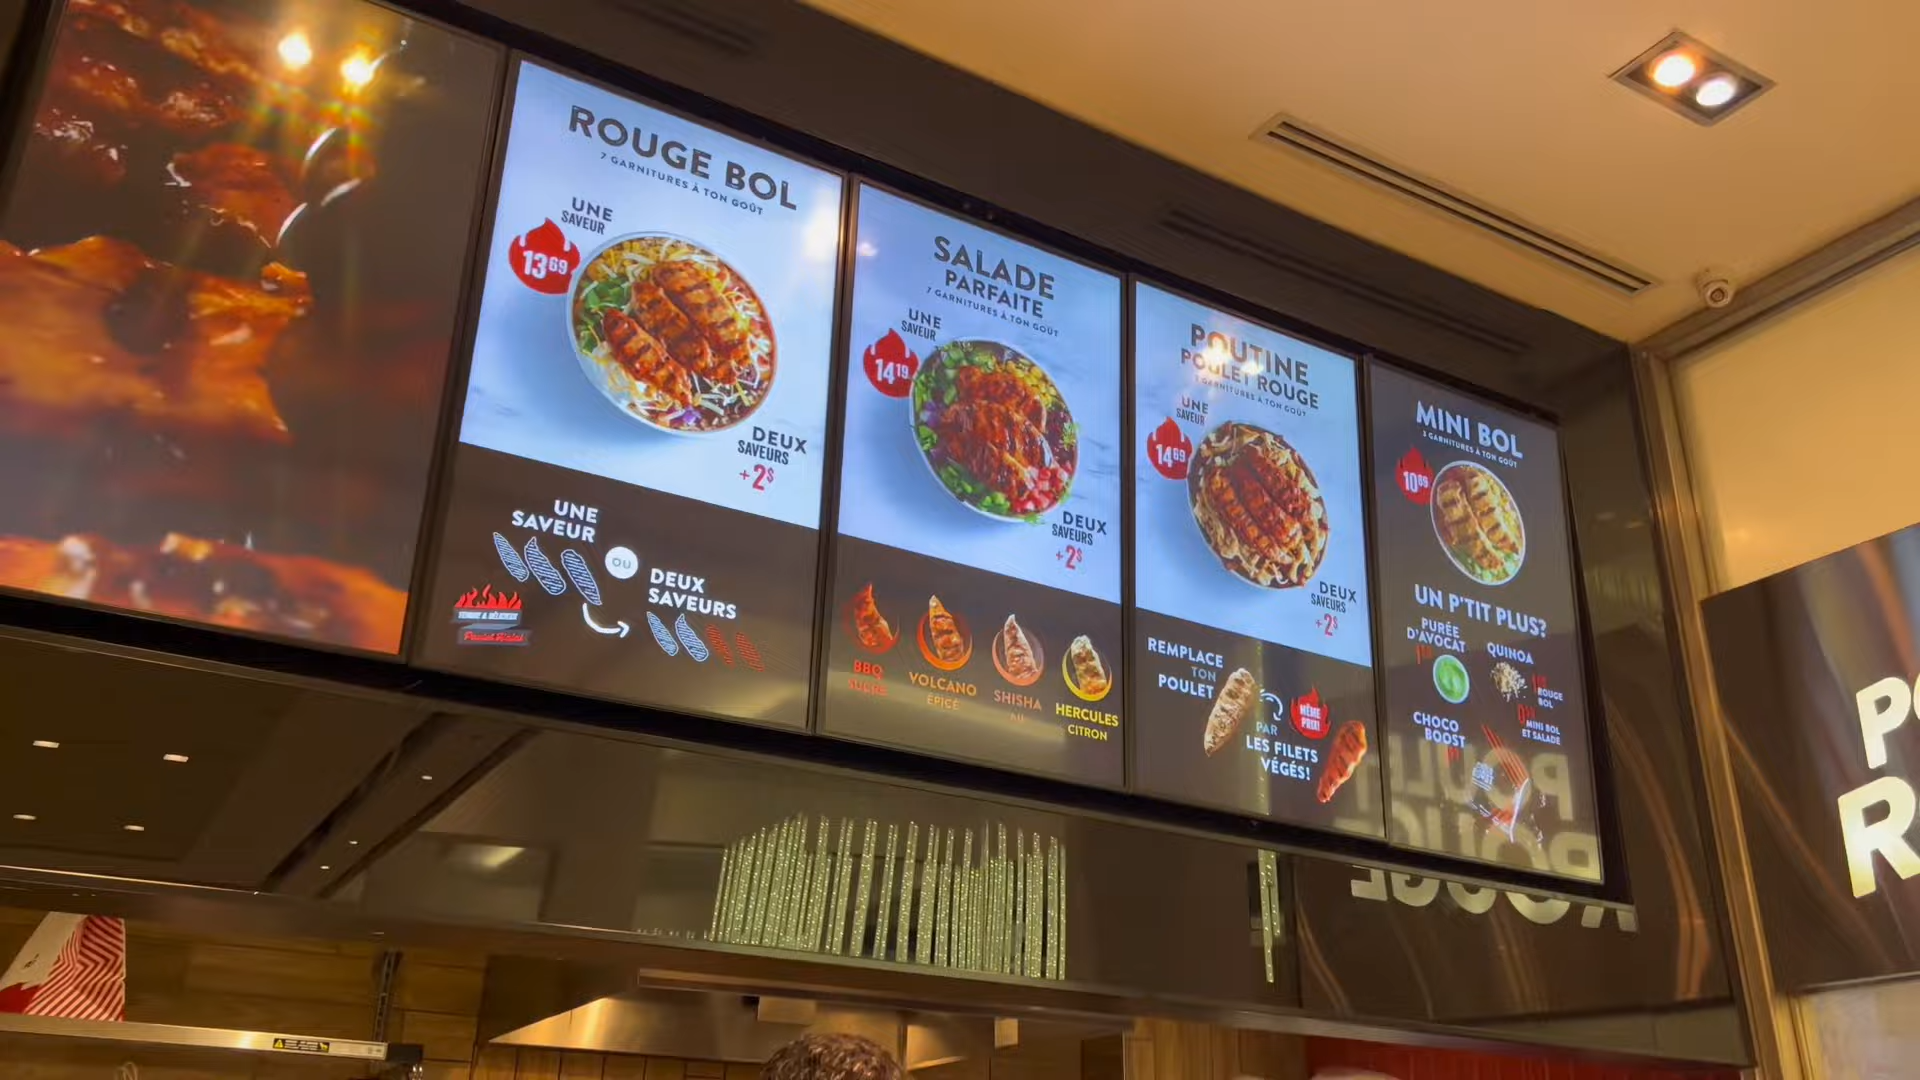 ROUGE BOL
7 GARNITURES À TON GOÛT
UNE
SAVEUR
13 69
DEUX
SAVEURS
+2$
UNE
SAVEUR
OU
DEUX
SAVEURS
SALADE
PARFAITE
7 GARNITURES À TON GOÛT
UNE
SAVEUR
14 19
DEUX
SAVEURS
+2$
BBQ
SUCRÉ
VOLCANO
ÉPICÉ
SHISHA
HERCULES
CITRON
POUTINE
POULET ROUGE
7 GARNITURES À TON GOÛT
UNE
SAVEUR
14 69
DEUX
SAVEURS
+2$
REMPLACE
TON
POULET
PAR
LES FILETS
VÉGÉS!
MÊME
PRIX!
MINI BOL
3 GARNITURES À TON GOÛT
10 69
UN P'TIT PLUS?
PURÉE
D'AVOCAT
QUINOA
ROUGE
BOL
MINI BOL
ET SALADE
CHOCO
BOOST